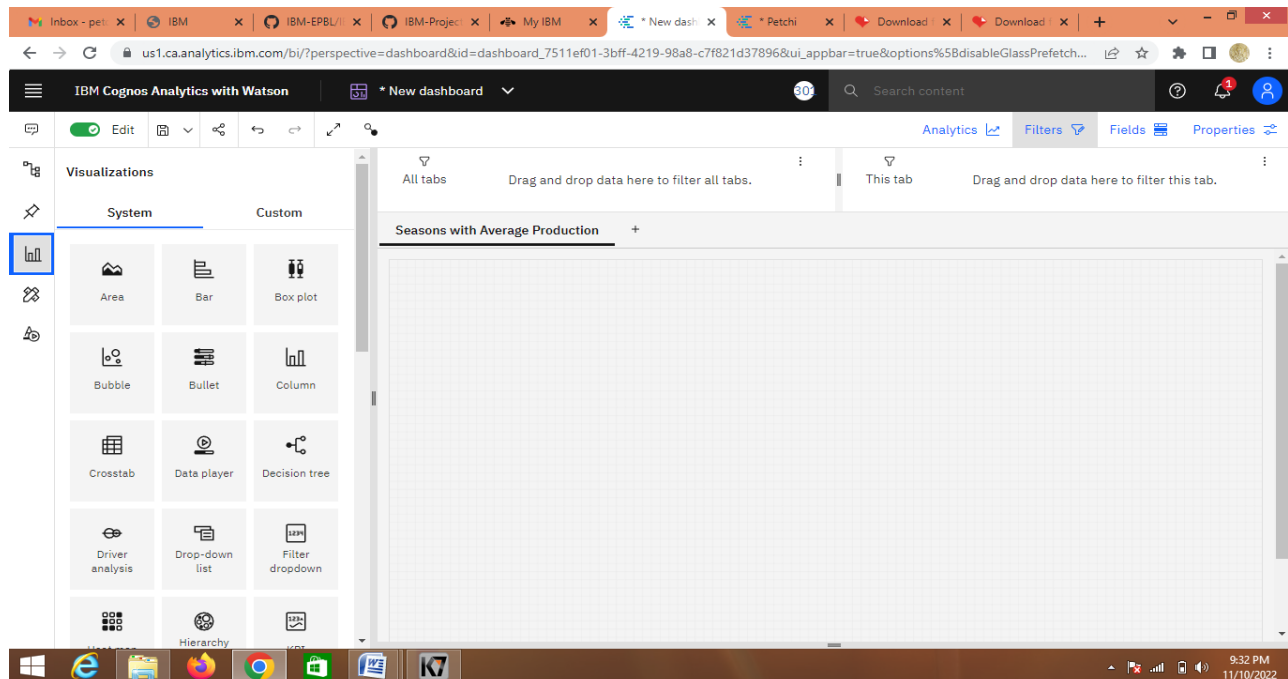 Inbox - pet
IBM
IBM-EPBL/I
IBM-Project
My IBM
* New dash
* Petchi
Download
Download
us1.ca.analytics.ibm.com/bi/?perspective=dashboard&id=dashboard_7511ef01-3bff-4219-98a8-c7f821d37896&ui_appbar=true&options%5BdisableGlassPrefetch...
IBM Cognos Analytics with Watson
* New dashboard
301
Search content
1
Edit
Analytics
Filters
Fields
Properties
Visualizations
System
Custom
All tabs
Drag and drop data here to filter all tabs.
This tab
Drag and drop data here to filter this tab.
Seasons with Average Production
+
Area
Bar
Box plot
Bubble
Bullet
Column
Crosstab
Data player
Decision tree
Driver
analysis
Drop-down
list
Filter
dropdown
Heat map
Hierarchy
KPI
9:32 PM
11/10/2022